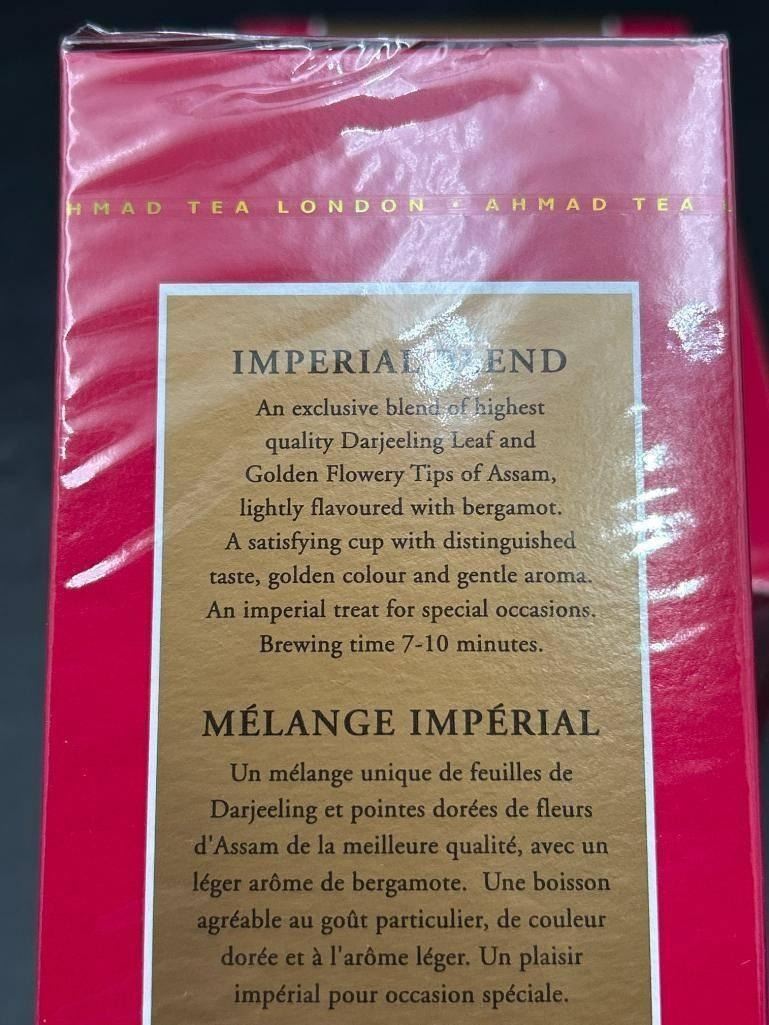 HMAD TEA LONDON • AHMAD TEA L
IMPERIAL BLEND
An exclusive blend of highest
quality Darjeeling Leaf and
Golden Flowery Tips of Assam,
lightly flavoured with bergamot.
A satisfying cup with distinguished
taste, golden colour and gentle aroma.
An imperial treat for special occasions.
Brewing time 7-10 minutes.
MÉLANGE IMPÉRIAL
Un mélange unique de feuilles de
Darjeeling et pointes dorées de fleurs
d'Assam de la meilleure qualité, avec un
léger arôme de bergamote. Une boisson
agréable au goût particulier, de couleur
dorée et à l'arôme léger. Un plaisir
impérial pour occasion spéciale.